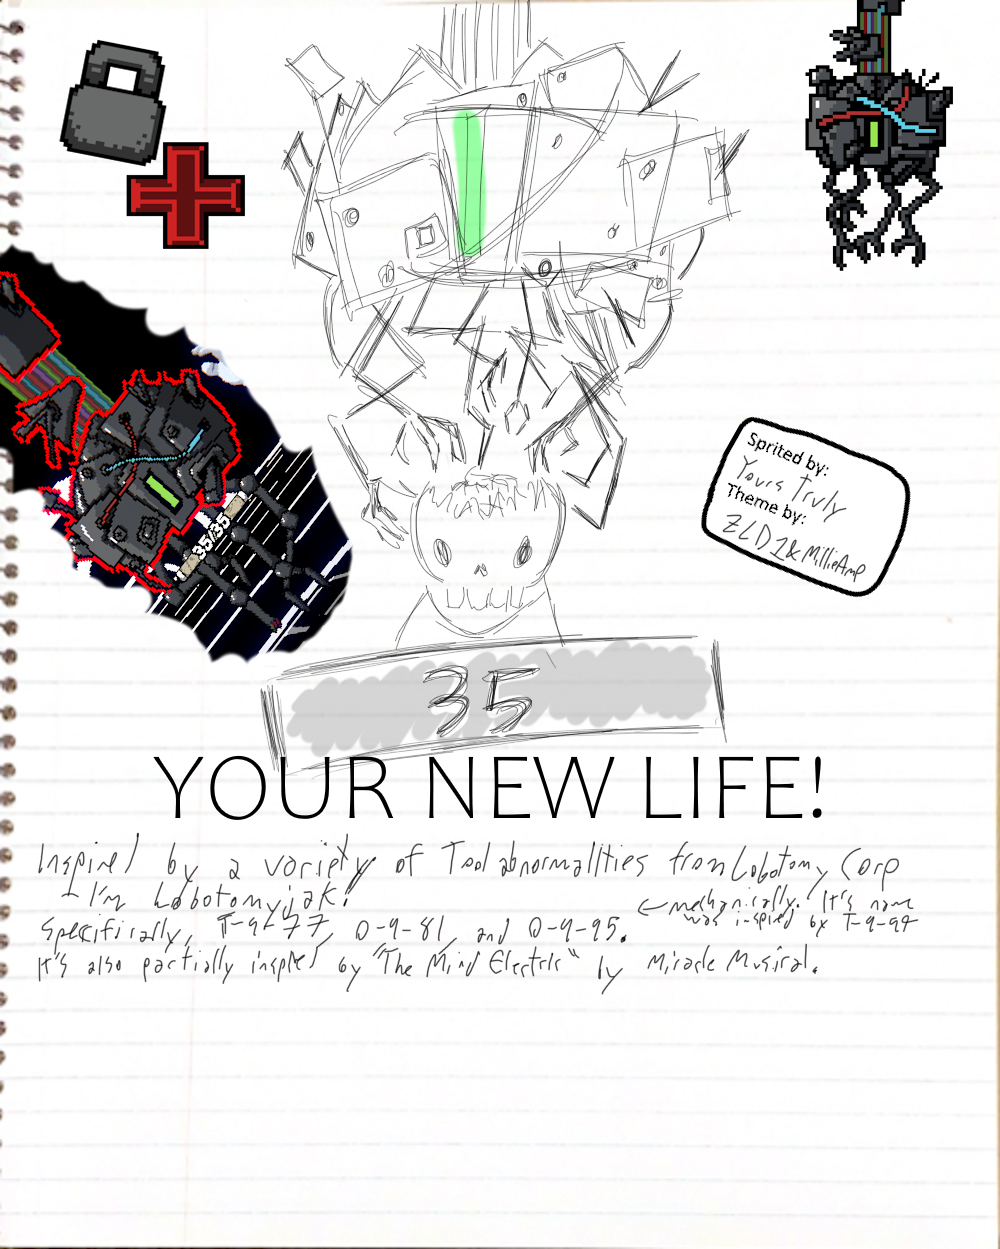 35/35
Sprited by:
Yours Truly
Theme by:
ZLD1&MillieAmp
35
YOUR NEW LIFE!
Inspired by a variety of Tool abnormalities from Lobotomy Corp
- I'm Lobotomyjak!
Specifically, T-9-77, O-9-81, and O-9-95.
← mechanically. It's name
was inspired by T-9-97
It's also partially inspired by "The Mind Electric" by Miracle Musical.